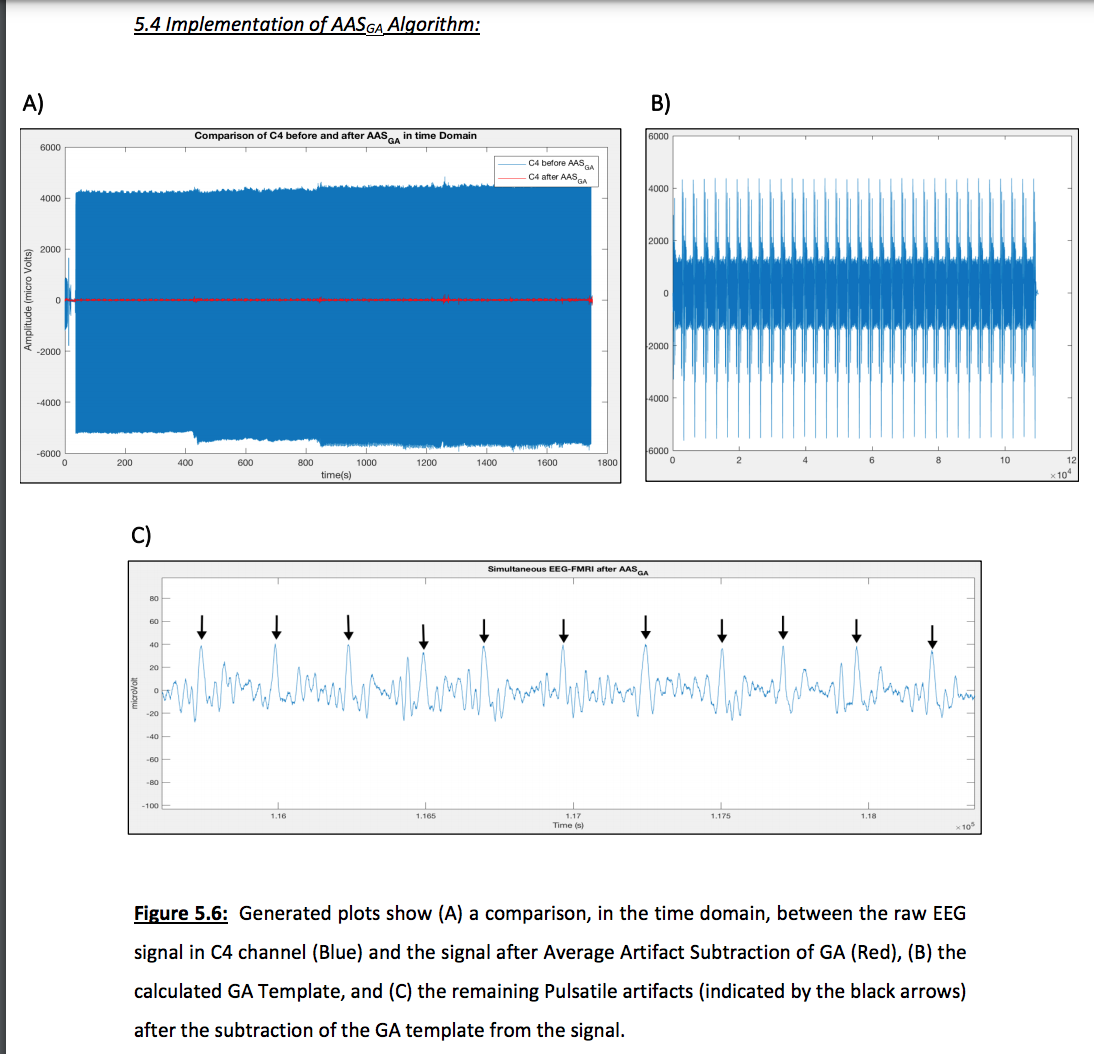 5.4 Implementation of AASGA Algorithm:
A)
B)
Comparison of C4 before and after AASGA in time Domain
C4 before AASGA
C4 after AASGA
6000
4000
2000
0
-2000
-4000
-6000
Amplitude (micro Volts)
0 200 400 600 800 1000 1200 1400 1600 1800
time(s)
6000
4000
2000
0
2000
4000
6000
0 2 4 6 8 10 12
×10⁴
C)
Simultaneous EEG-FMRI after AASGA
80
60
40
20
0
-20
-40
-60
-80
-100
microVolt
1.16 1.165 1.17 1.175 1.18
Time (s)
×10⁵
Figure 5.6: Generated plots show (A) a comparison, in the time domain, between the raw EEG
signal in C4 channel (Blue) and the signal after Average Artifact Subtraction of GA (Red), (B) the
calculated GA Template, and (C) the remaining Pulsatile artifacts (indicated by the black arrows)
after the subtraction of the GA template from the signal.